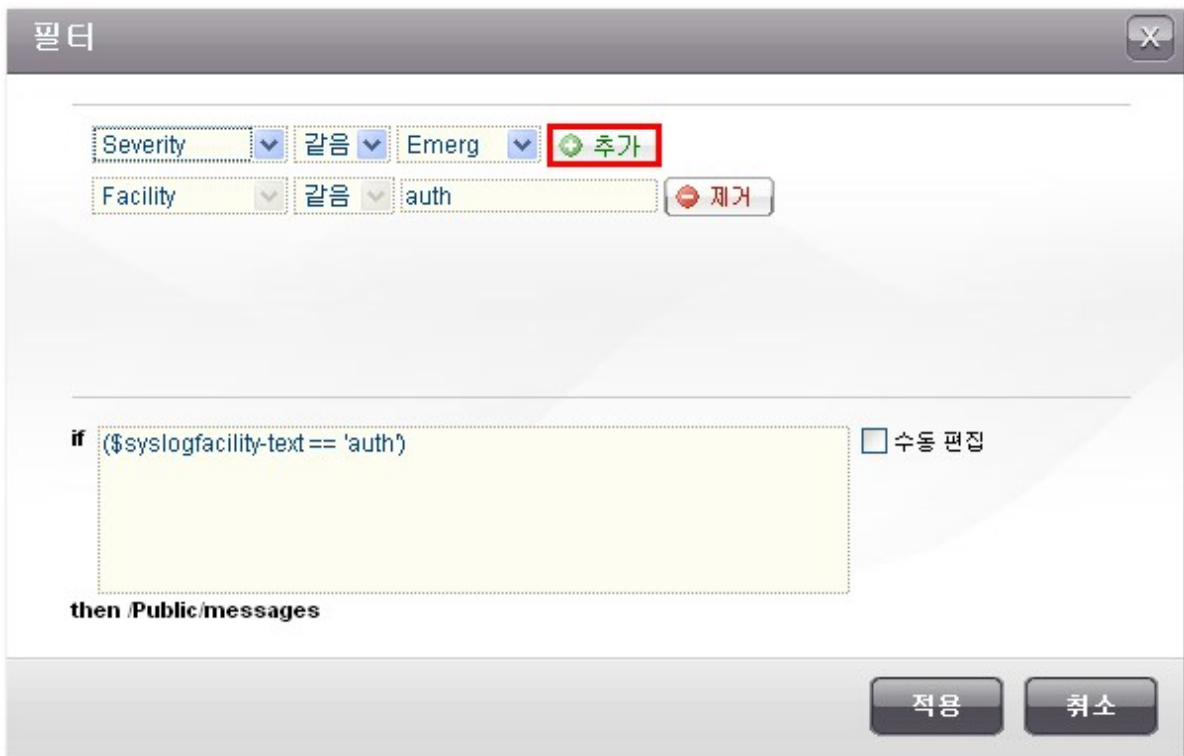 필터
X
Severity 같음 Emerg 추가
Facility 같음 auth 제거
if ($syslogfacility-text == 'auth') 수동 편집
then /Public/messages
적용 취소